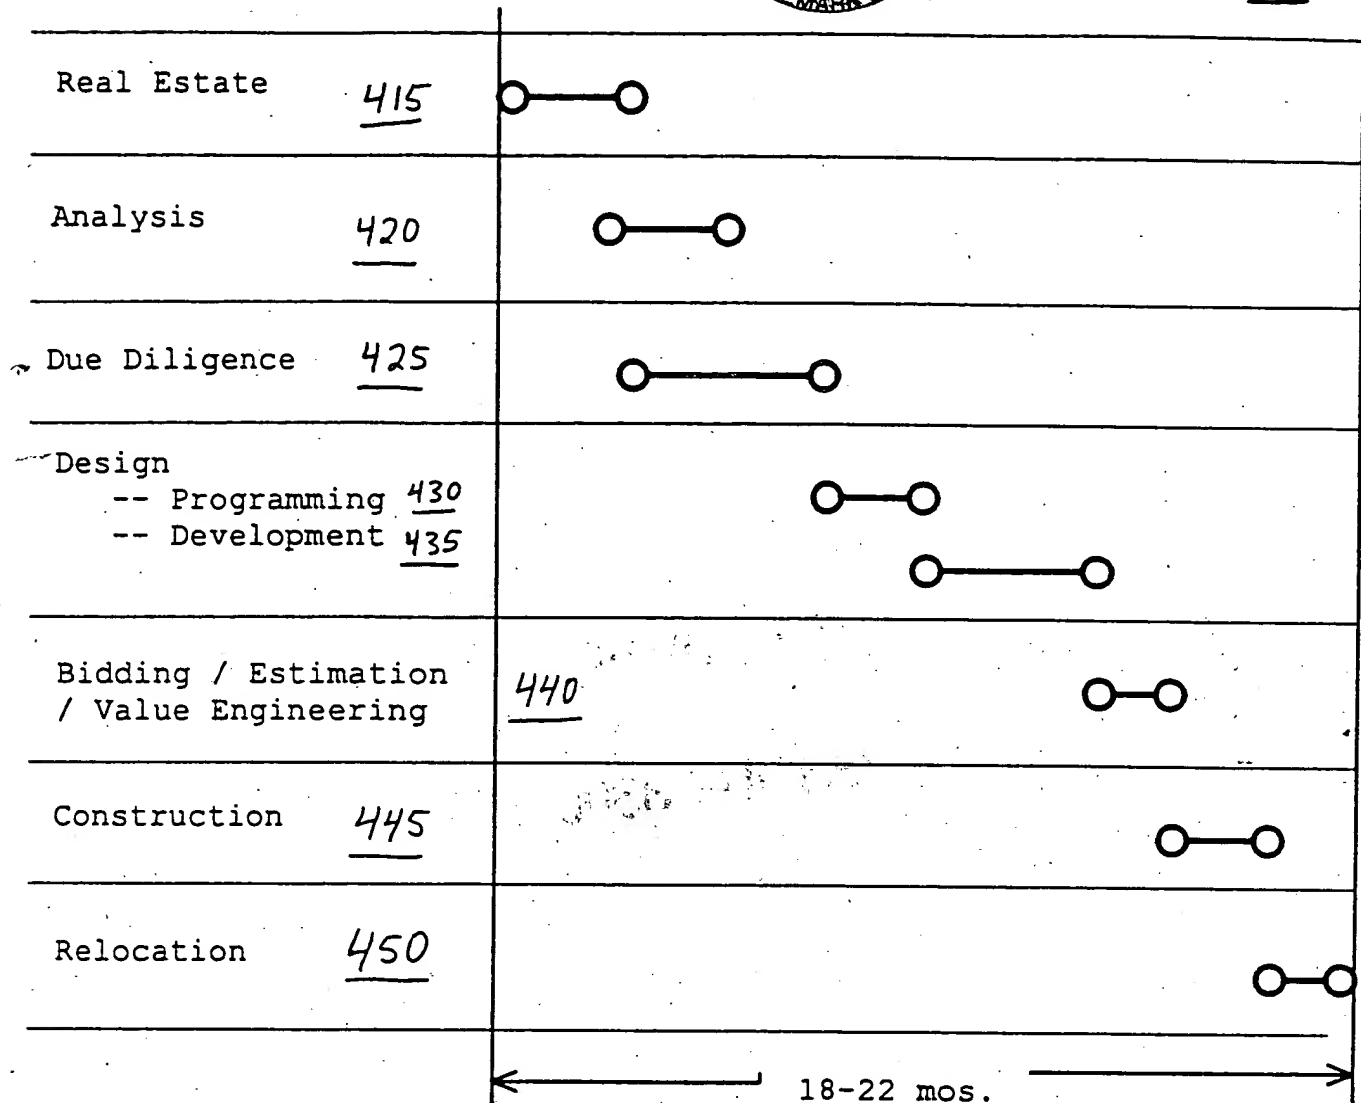 MARK
Real Estate 415
Analysis 420
Due Diligence 425
Design
-- Programming 430
-- Development 435
Bidding / Estimation
/ Value Engineering 440
Construction 445
Relocation 450
18-22 mos.